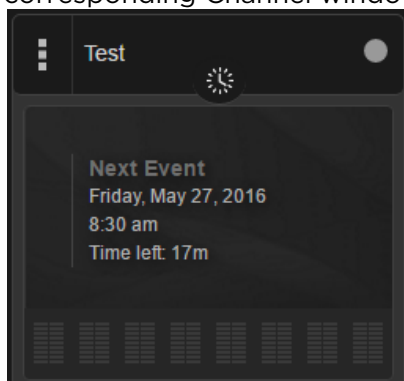 corresponding Channel windo
Test
Next Event
Friday, May 27, 2016
8:30 am
Time left: 17m